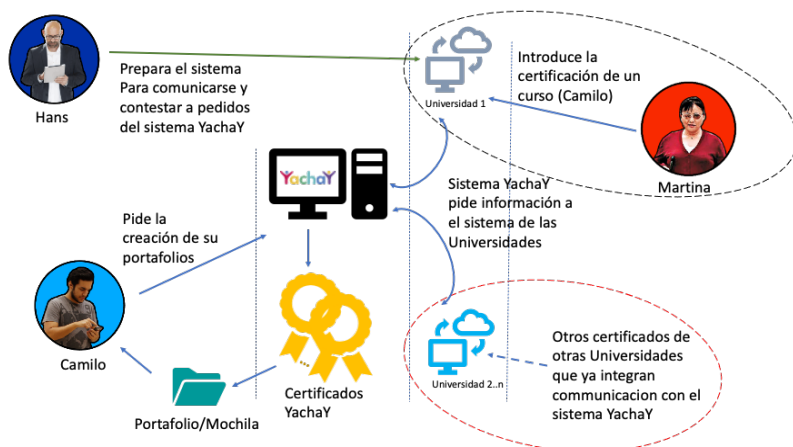 Hans
Prepara el sistema
Para comunicarse y
contestar a pedidos
del sistema YachaY
Universidad 1
Introduce la
certificación de un
curso (Camilo)
Martina
YachaY
Sistema YachaY
pide información a
el sistema de las
Universidades
Pide la
creación de su
portafolios
Camilo
Portafolio/Mochila
...
Certificados
YachaY
Universidad 2..n
Otros certificados de
otras Universidades
que ya integran
communicacion con el
sistema YachaY